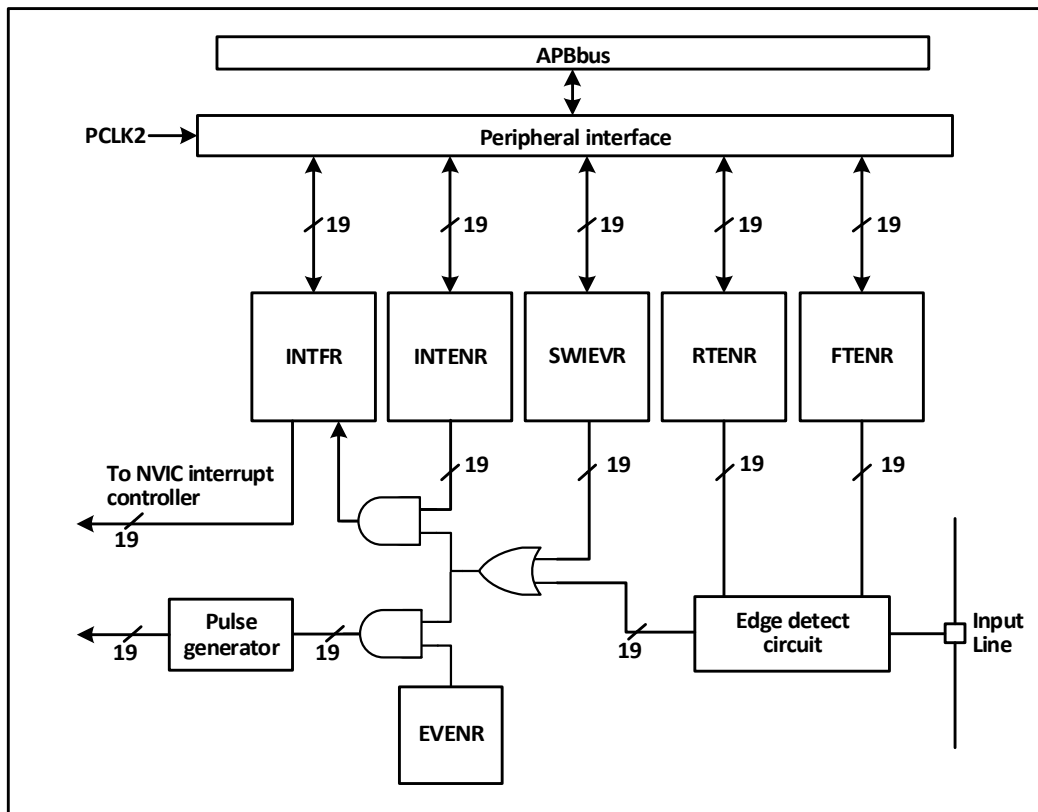 APBbus
PCLK2
Peripheral interface
19
19
19
19
19
INTFR
INTENR
SWIEVR
RTENR
FTENR
19
19
19
19
To NVIC interrupt
controller
19
Pulse
generator
19
19
Edge detect
circuit
19
Input
Line
EVENR